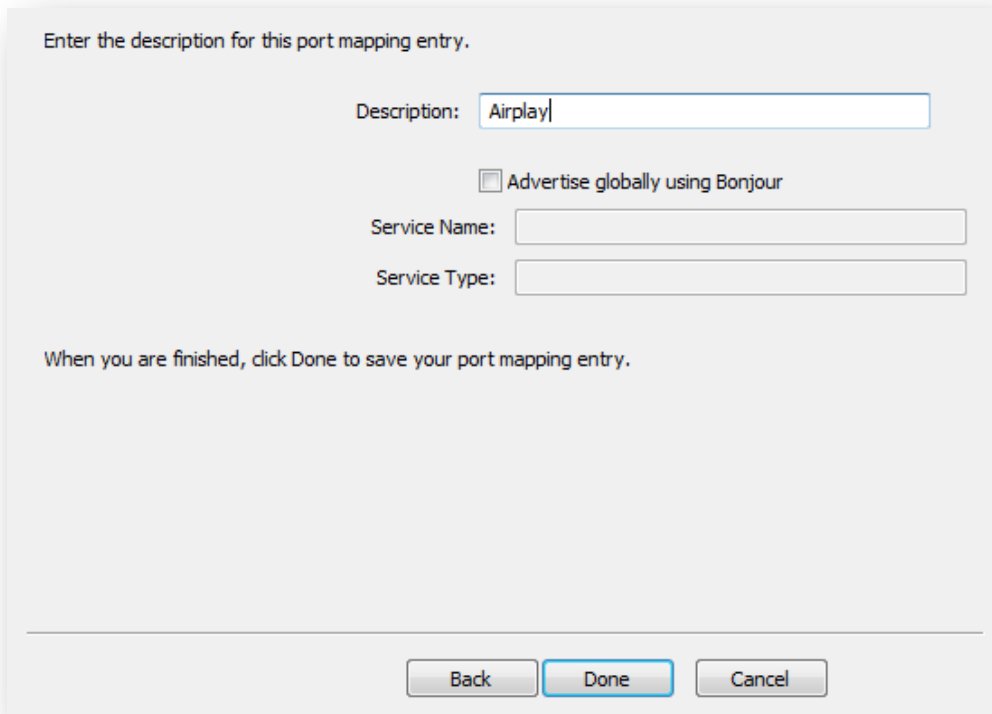 Enter the description for this port mapping entry.
Description: Airplay
Advertise globally using Bonjour
Service Name:
Service Type:
When you are finished, click Done to save your port mapping entry.
Back Done Cancel